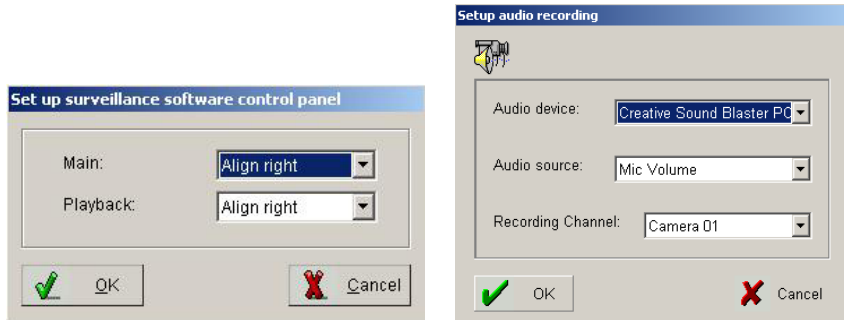 Set up surveillance software control panel
Main:
Align right
Playback:
Align right
OK
Cancel
Setup audio recording
Audio device:
Creative Sound Blaster PC
Audio source:
Mic Volume
Recording Channel:
Camera 01
OK
Cancel